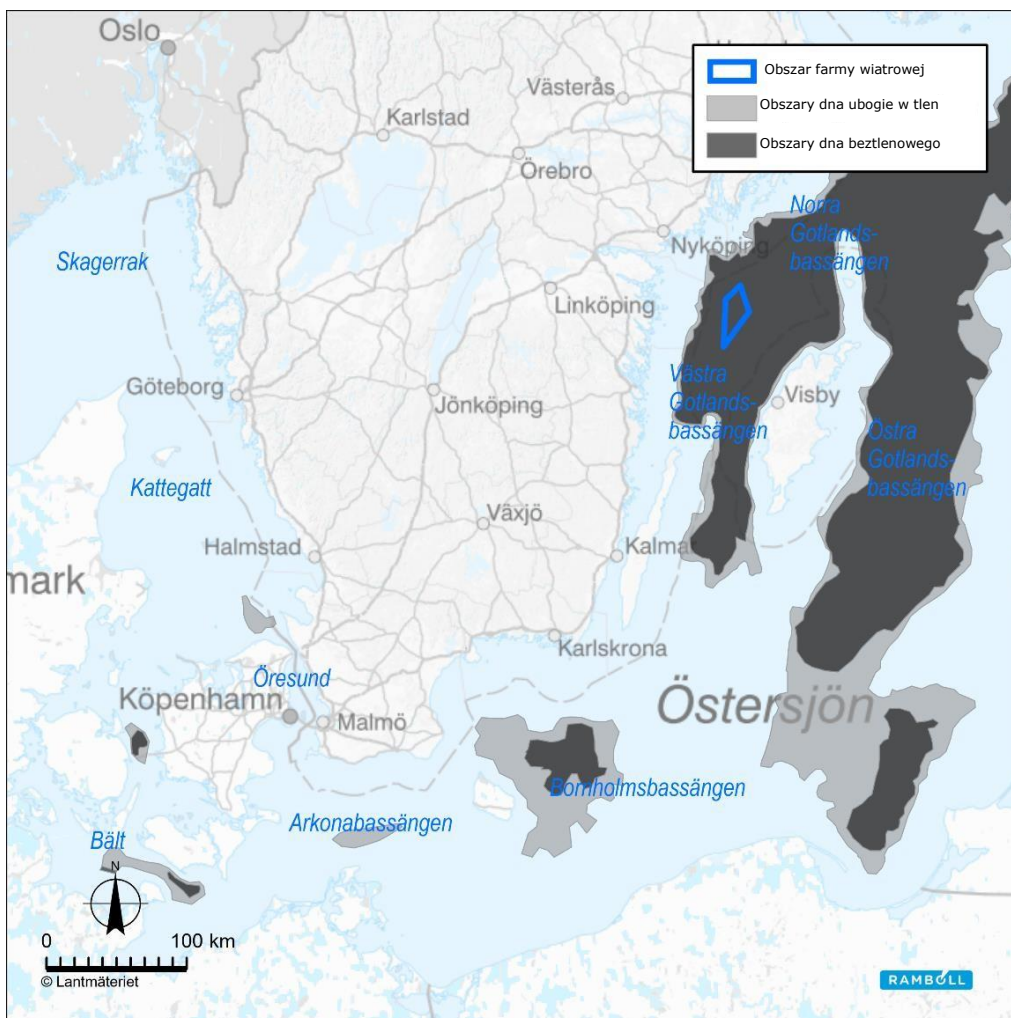 Oslo
Obszar farmy wiatrowej
Obszary dna ubogie w tlen
Obszary dna beztlenowego
Västerås
Karlstad
Örebro
Norra
Gotlands-
bassängen
Nyköping
Skagerrak
Linköping
Västra
Gotlands-
bassängen
Göteborg
Jönköping
Visby
Östra
Gotlands-
bassängen
Kattegatt
Växjö
Halmstad
Kalmar
mark
Karlskrona
Öresund
Köpenhamn
Malmö
Östersjön
Bornholmsbassängen
Arkonabassängen
Bält
N
0 100 km
© Lantmäteriet
RAMBOLL